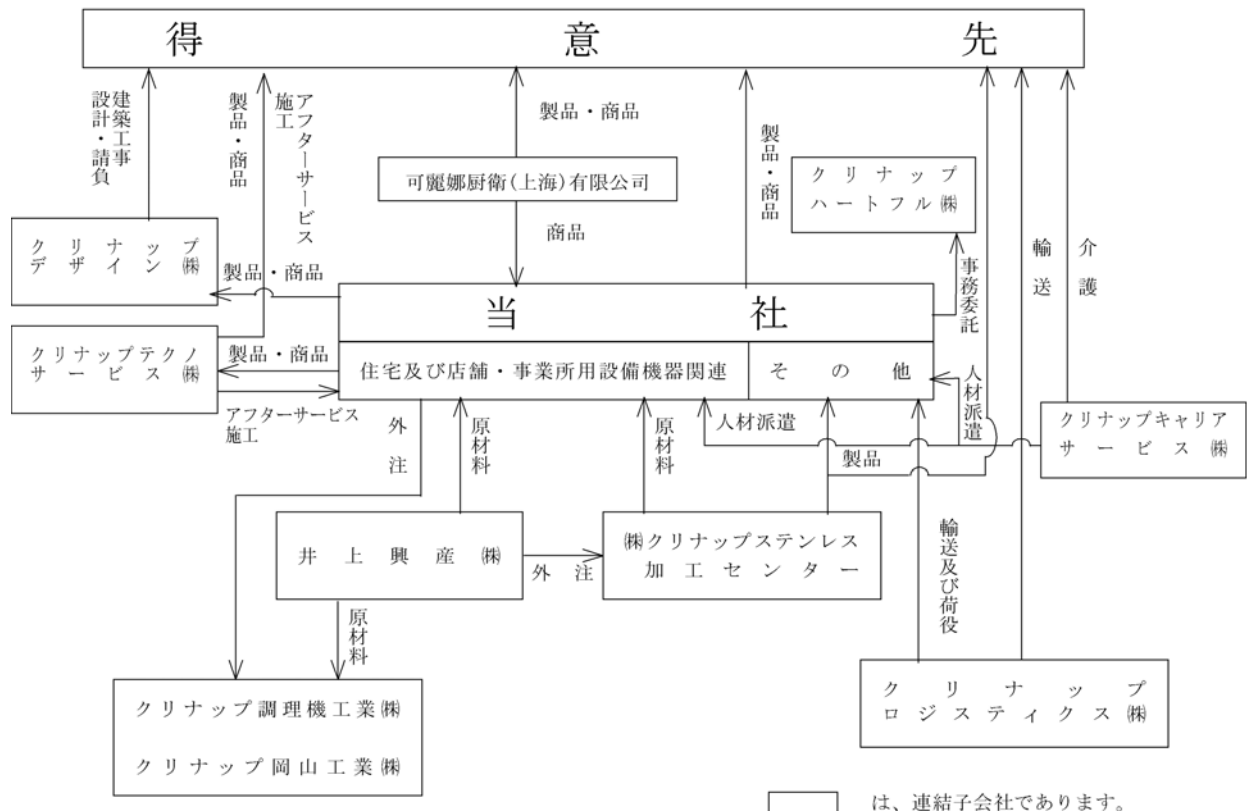 得意先
建築工事
設計・請負
製品・商品
アフターサービス
施工
製品・商品
製品・商品
輸送
介護
可麗娜厨衛(上海)有限公司
クリナップ
ハートフル㈱
商品
クリナップ
デザイン㈱
製品・商品
事務委託
当社
クリナップテクノ
サービス㈱
製品・商品
住宅及び店舗・事業所用設備機器関連
その他
人材派遣
アフターサービス
施工
外注
原材料
原材料
人材派遣
製品
クリナップキャリア
サービス㈱
井上興産㈱
外注
㈱クリナップステンレス
加工センター
輸送及び荷役
原材料
クリナップ調理機工業㈱
クリナップ岡山工業㈱
クリナップ
ロジスティクス㈱
は、連結子会社であります。